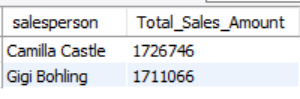 salesperson Total_Sales_Amount
Camilla Castle 1726746
Gigi Bohling 1711066